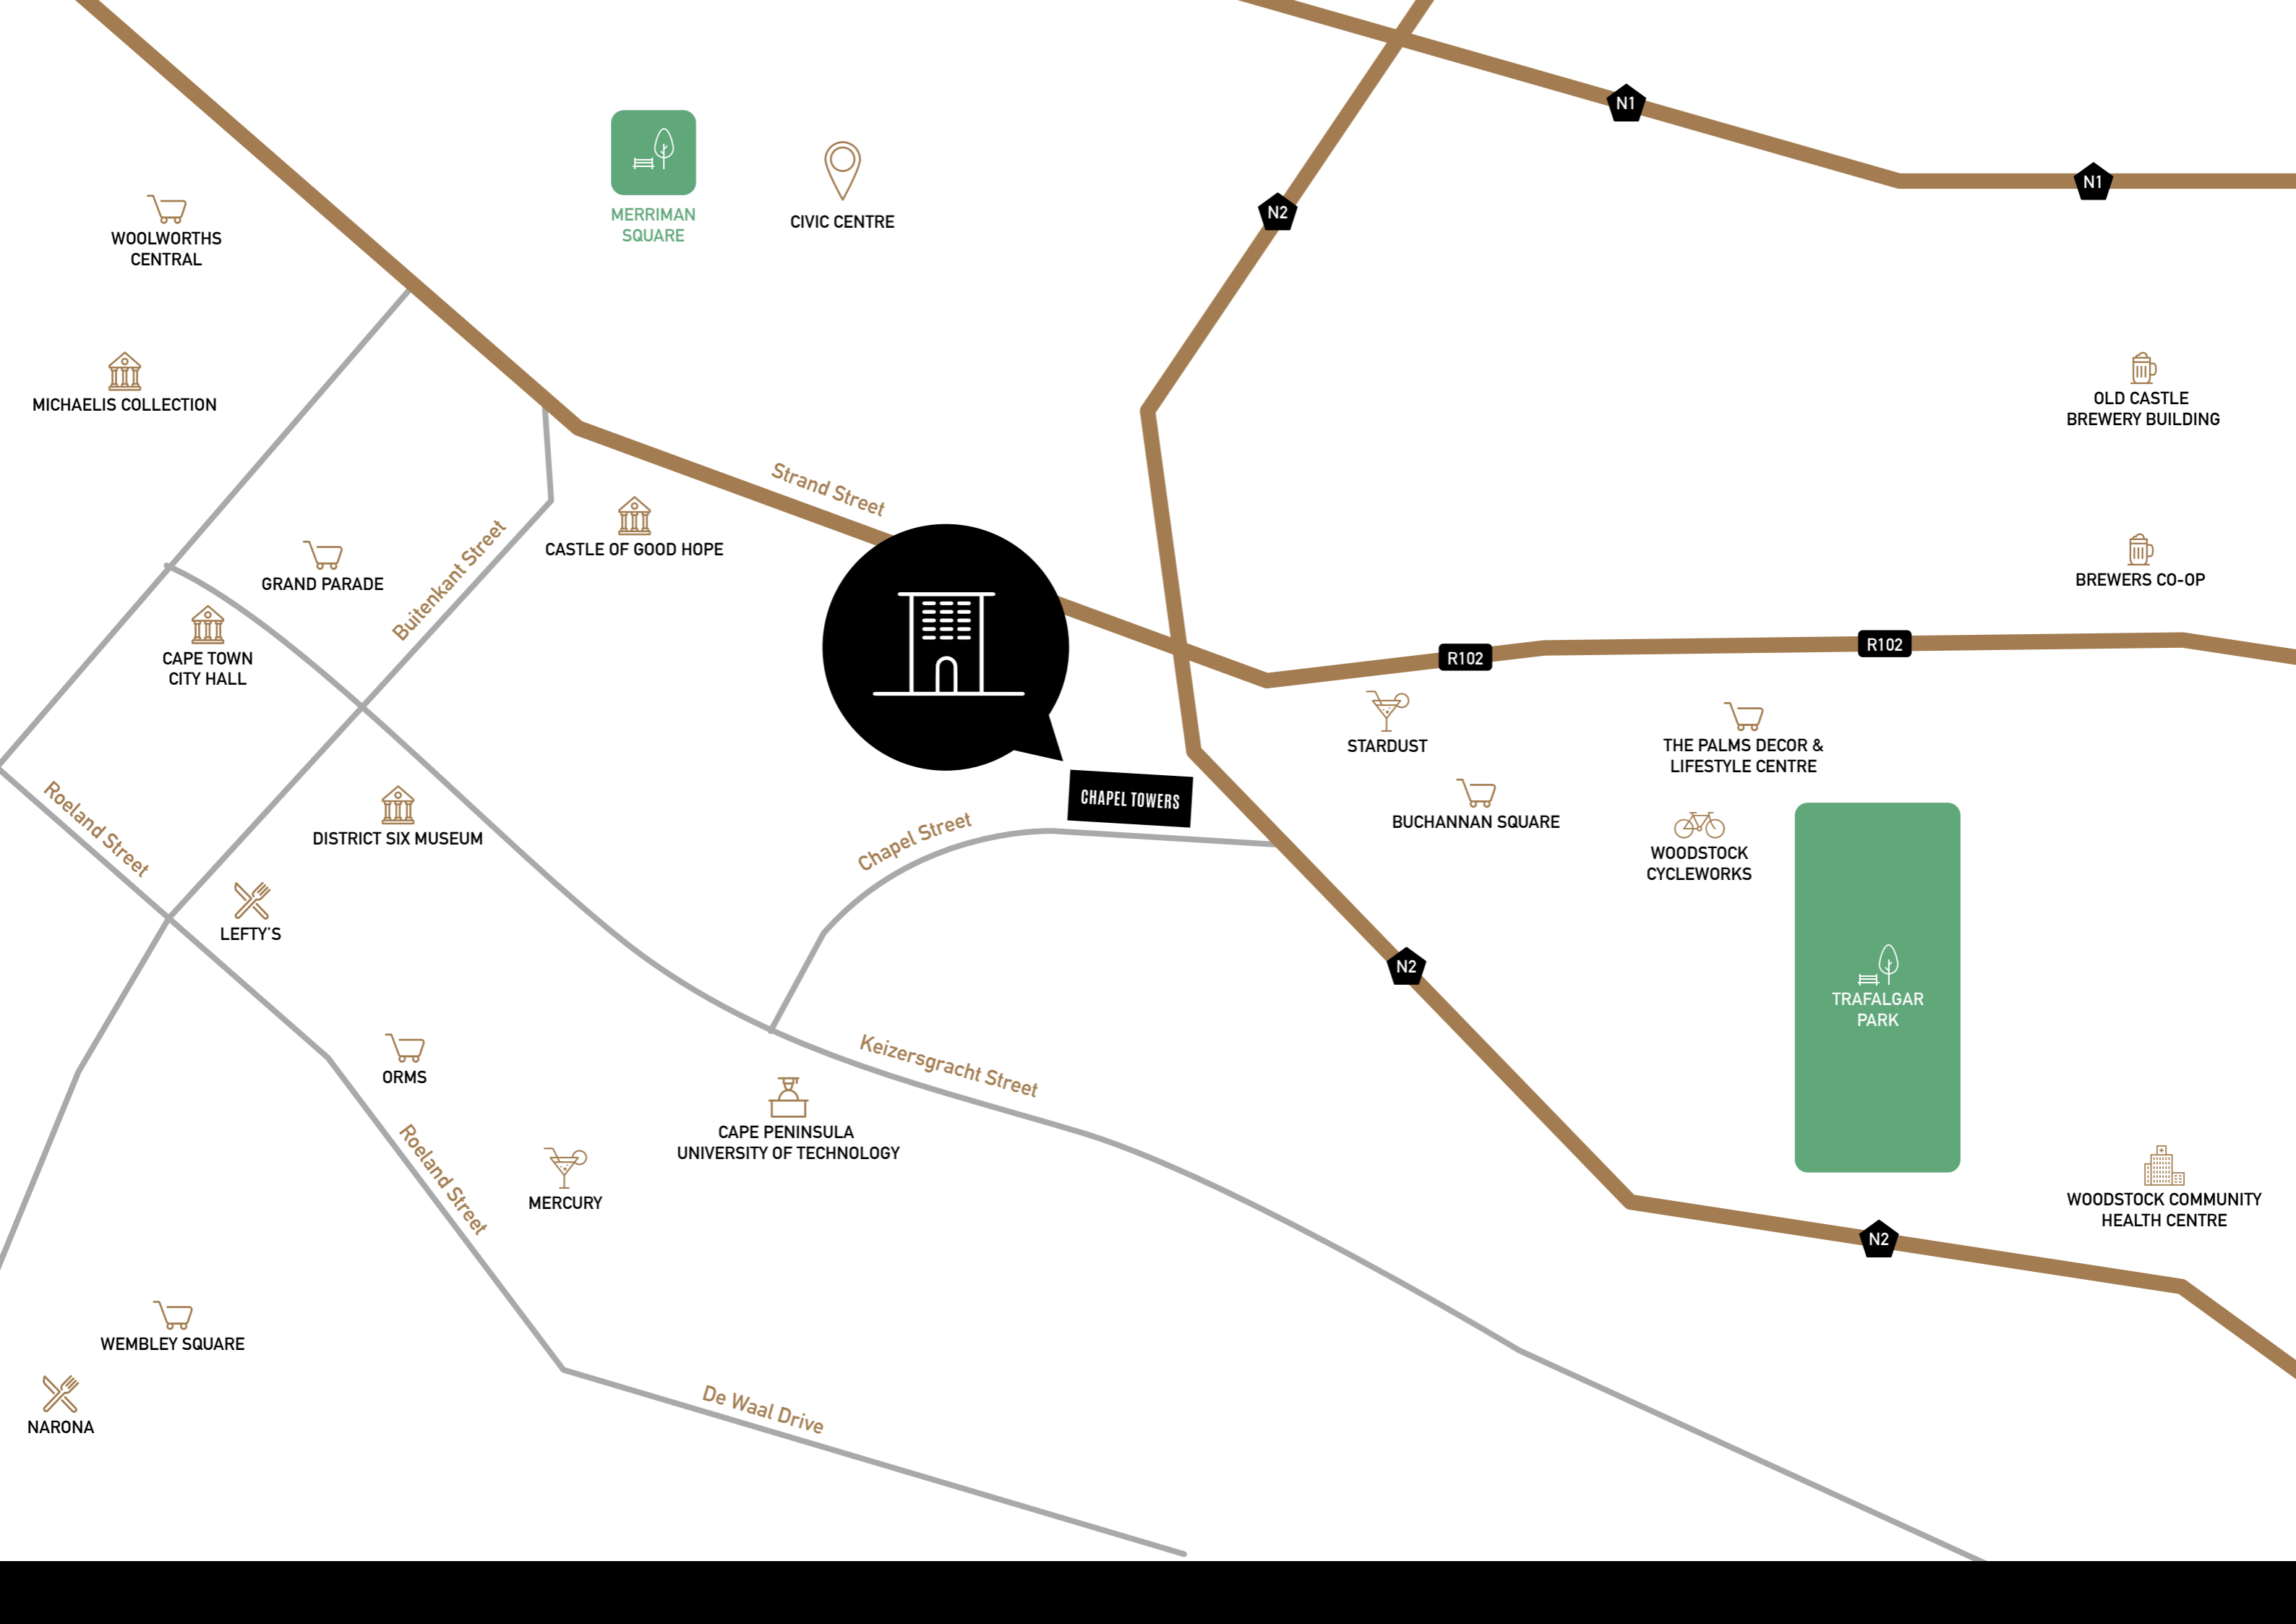 N1
N1
N2
MERRIMAN
SQUARE
CIVIC CENTRE
WOOLWORTHS
CENTRAL
MICHAELIS COLLECTION
OLD CASTLE
BREWERY BUILDING
Strand Street
CASTLE OF GOOD HOPE
Buitenkant Street
GRAND PARADE
BREWERS CO-OP
CAPE TOWN
CITY HALL
R102
R102
STARDUST
THE PALMS DECOR &
LIFESTYLE CENTRE
CHAPEL TOWERS
BUCHANNAN SQUARE
Roeland Street
DISTRICT SIX MUSEUM
Chapel Street
WOODSTOCK
CYCLEWORKS
LEFTY'S
N2
TRAFALGAR
PARK
ORMS
Keizersgracht Street
CAPE PENINSULA
UNIVERSITY OF TECHNOLOGY
Roeland Street
MERCURY
WOODSTOCK COMMUNITY
HEALTH CENTRE
N2
WEMBLEY SQUARE
De Waal Drive
NARONA